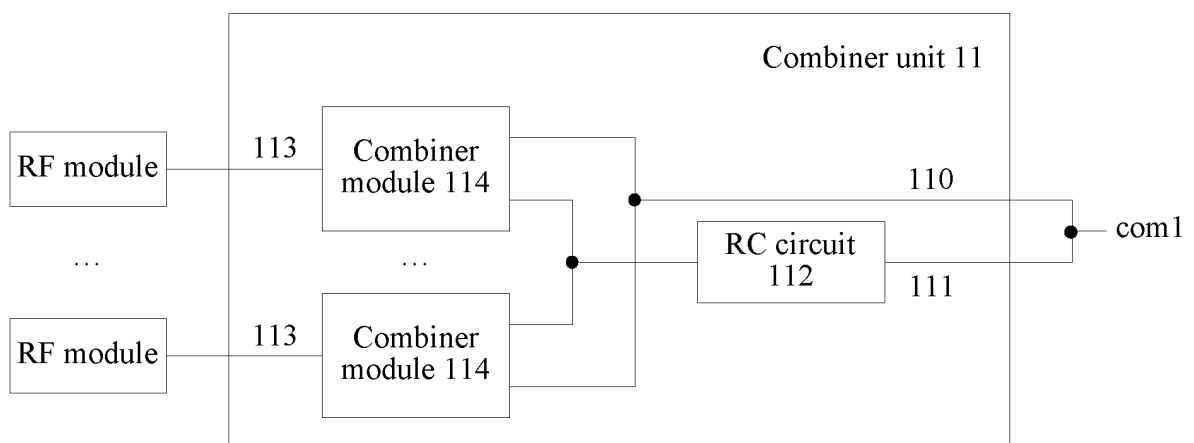 Combiner unit 11
RF module
113
Combiner
module 114
110
com1
RC circuit
112
111
...
...
RF module
113
Combiner
module 114